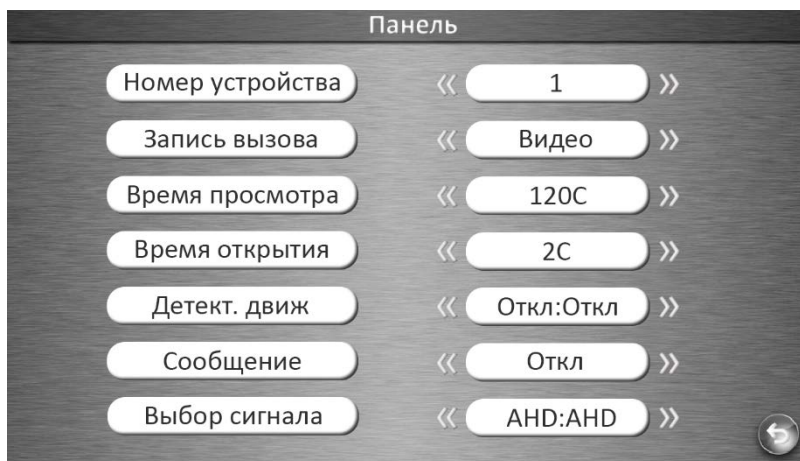 Панель
Номер устройства « 1 »
Запись вызова « Видео »
Время просмотра « 120С »
Время открытия « 2С »
Детект. движ « Откл:Откл »
Сообщение « Откл »
Выбор сигнала « AHD:AHD »